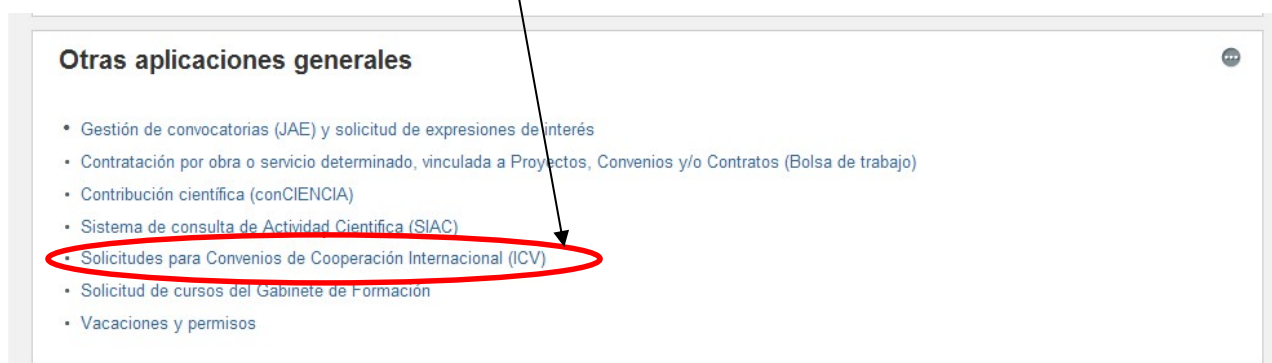 Otras aplicaciones generales
• Gestión de convocatorias (JAE) y solicitud de expresiones de interés
• Contratación por obra o servicio determinado, vinculada a Proyectos, Convenios y/o Contratos (Bolsa de trabajo)
• Contribución científica (conCIENCIA)
• Sistema de consulta de Actividad Cientifica (SIAC)
• Solicitudes para Convenios de Cooperación Internacional (ICV)
• Solicitud de cursos del Gabinete de Formación
• Vacaciones y permisos